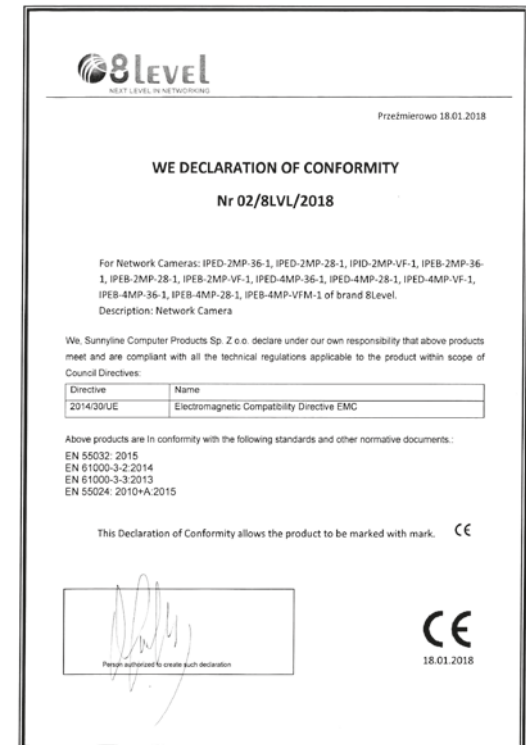 8level
NEXT LEVEL IN NETWORKING
Przeźmierowo 18.01.2018
WE DECLARATION OF CONFORMITY
Nr 02/8LVL/2018
For Network Cameras: IPED-2MP-36-1, IPED-2MP-28-1, IPID-2MP-VF-1, IPEB-2MP-36-
1, IPEB-2MP-28-1, IPEB-2MP-VF-1, IPED-4MP-36-1, IPED-4MP-28-1, IPED-4MP-VF-1,
IPEB-4MP-36-1, IPEB-4MP-28-1, IPEB-4MP-VFM-1 of brand 8Level.
Description: Network Camera
We, Sunnyline Computer Products Sp. Z o.o. declare under our own responsibility that above products
meet and are compliant with all the technical regulations applicable to the product within scope of
Council Directives:
Directive Name
2014/30/UE Electromagnetic Compatibility Directive EMC
Above products are In conformity with the following standards and other normative documents.:
EN 55032: 2015
EN 61000-3-2:2014
EN 61000-3-3:2013
EN 55024: 2010+A:2015
This Declaration of Conformity allows the product to be marked with mark. CE
Person authorized to create such declaration
CE
18.01.2018